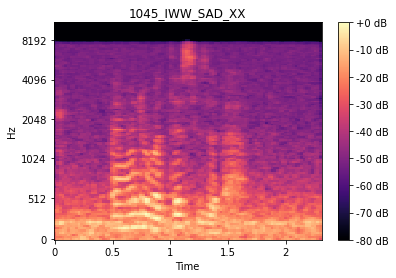 1045_IWW_SAD_XX
+0 dB
8192
-10 dB
4096
-20 dB
-30 dB
2048
-40 dB
Hz
1024
-50 dB
-60 dB
512
-70 dB
0
-80 dB
0 0.5 1 1.5 2
Time